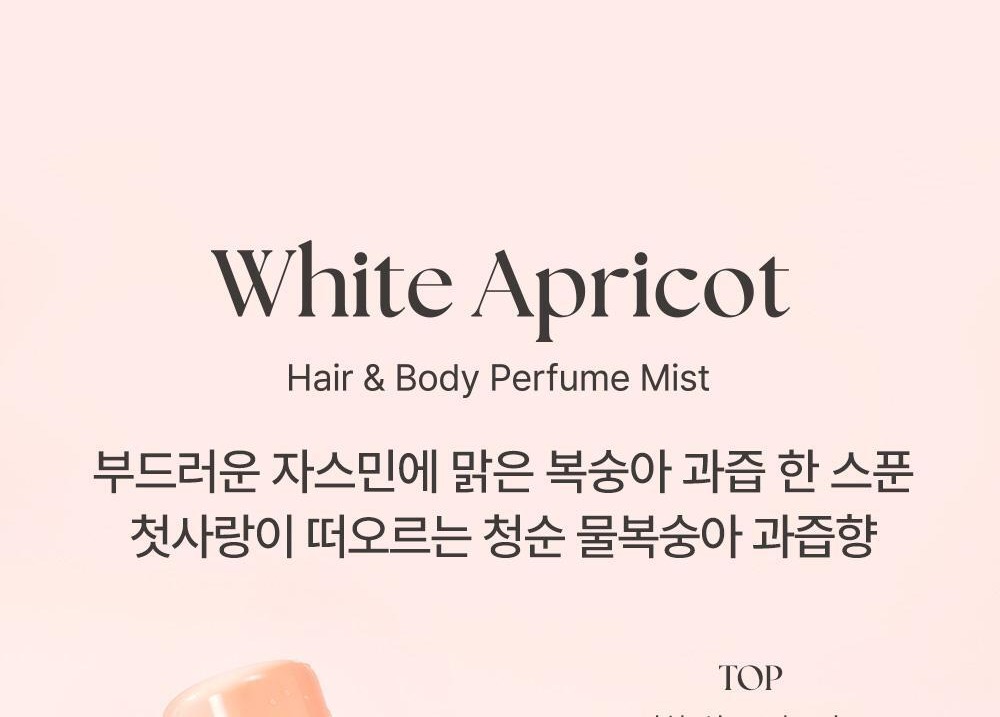 White Apricot
Hair & Body Perfume Mist
부드러운 자스민에 맑은 복숭아 과즙 한 스푼
첫사랑이 떠오르는 청순 물복숭아 과즙향
TOP